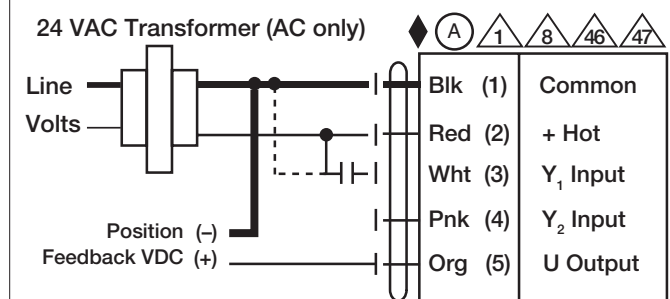 24 VAC Transformer (AC only)
A 1 8 46 47
Line
Volts
Blk (1) Common
Red (2) + Hot
Wht (3) Y1 Input
Pnk (4) Y2 Input
Org (5) U Output
Position (–)
Feedback VDC (+)